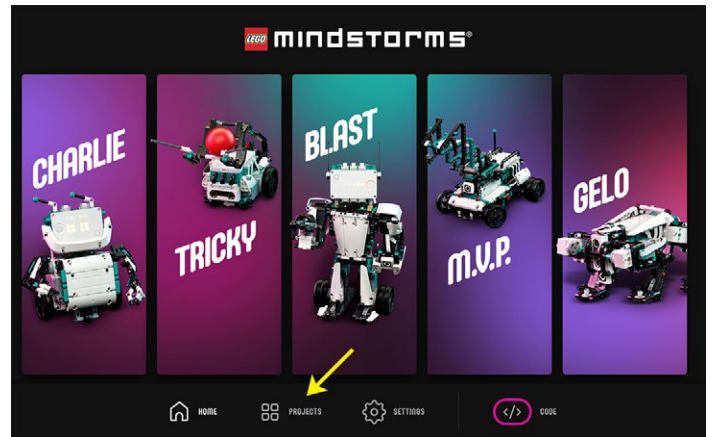 LEGO mindstorms®
CHARLIE
TRICKY
BLAST
M.V.P.
GELO
HOME
PROJECTS
SETTINGS
</> CODE